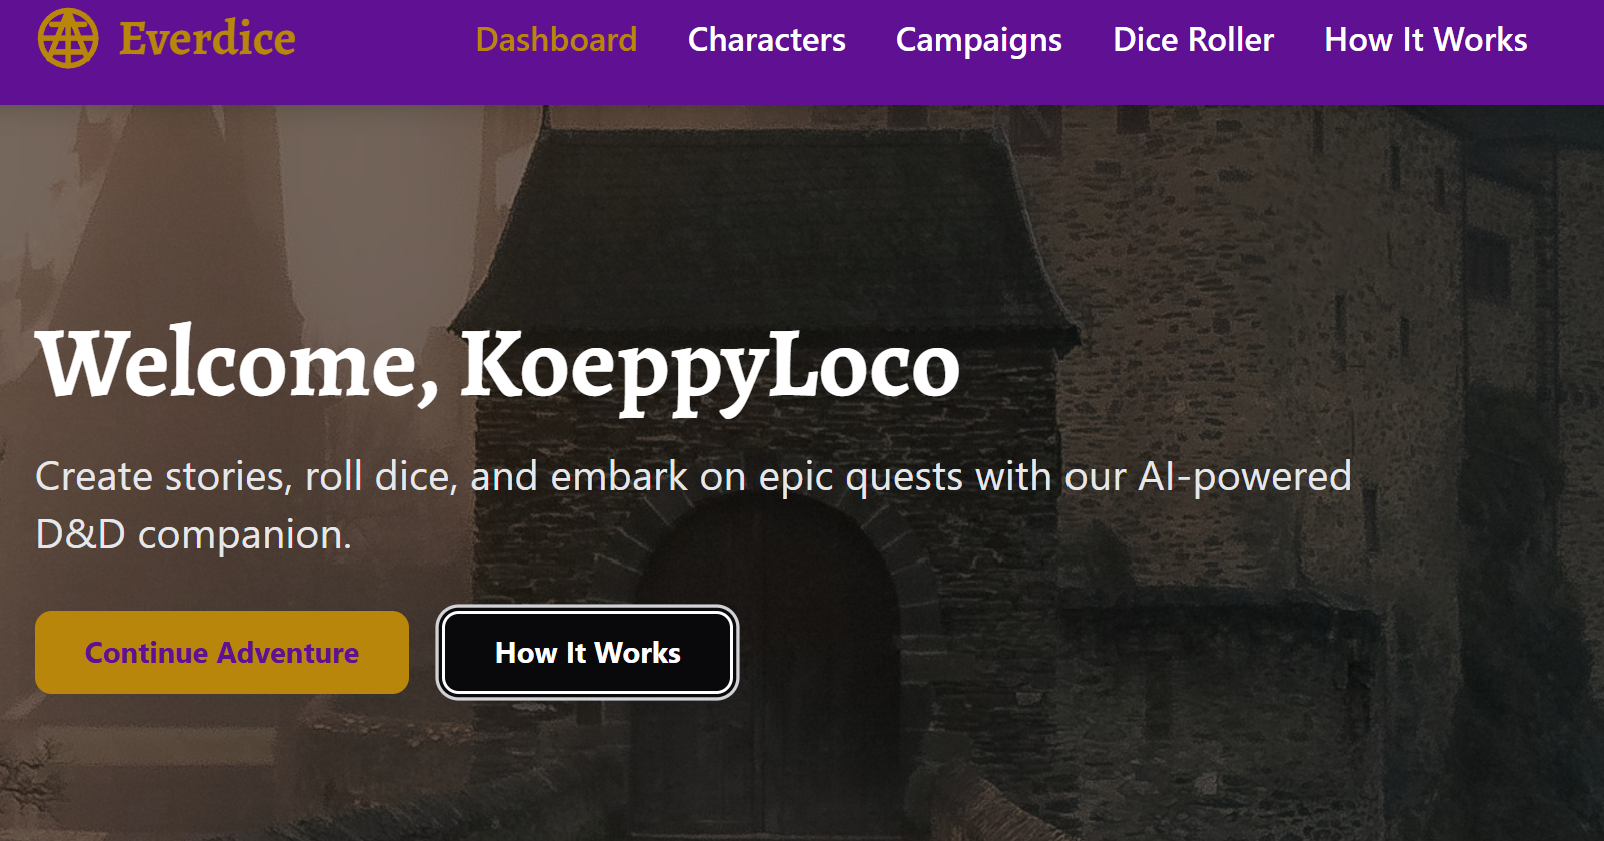 Everdice
Dashboard
Characters
Campaigns
Dice Roller
How It Works
Welcome, KoeppyLoco
Create stories, roll dice, and embark on epic quests with our AI-powered
D&D companion.
Continue Adventure
How It Works